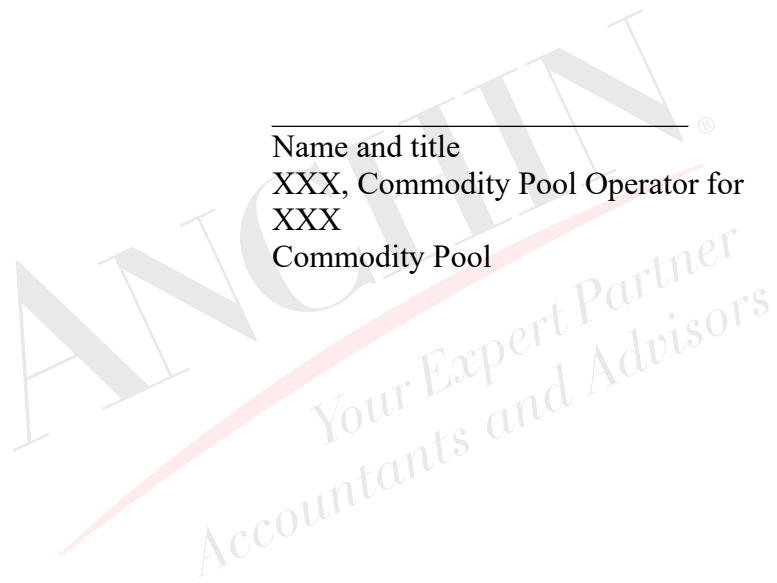 Name and title
XXX, Commodity Pool Operator for
XXX
Commodity Pool
ANCHIN®
Your Expert Partner
Accountants and Advisors